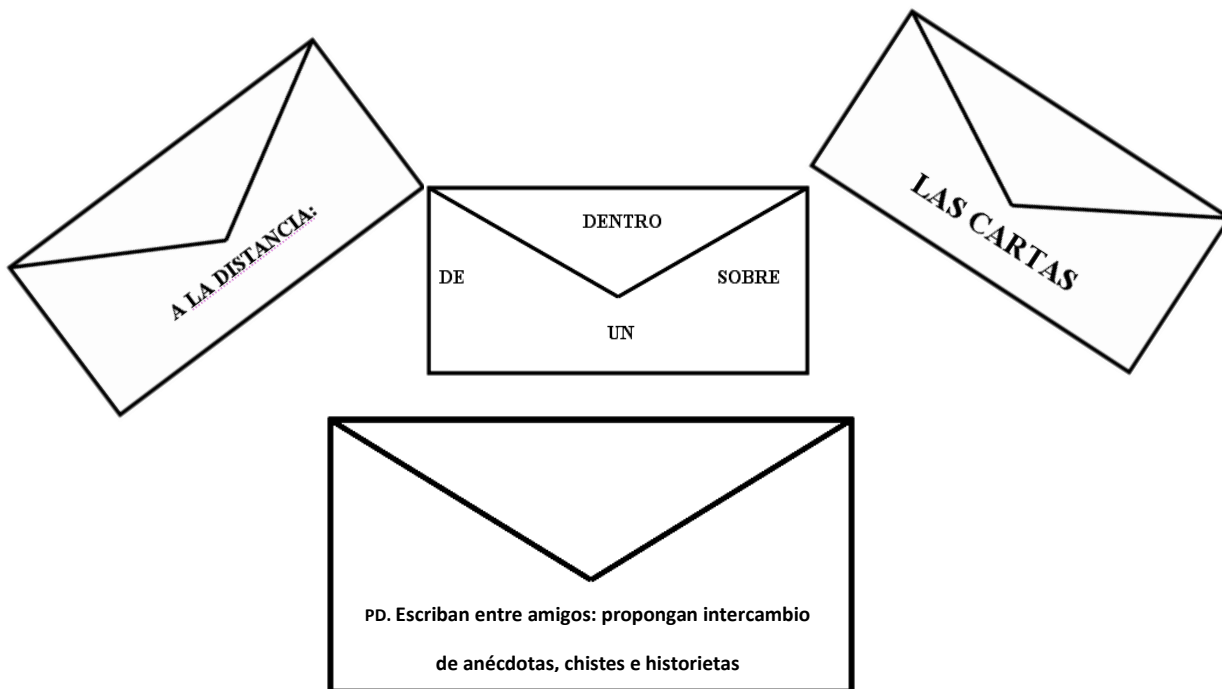 A LA DISTANCIA:
DENTRO
DE SOBRE
UN
LAS CARTAS
PD. Escriban entre amigos: propongan intercambio
de anécdotas, chistes e historietas